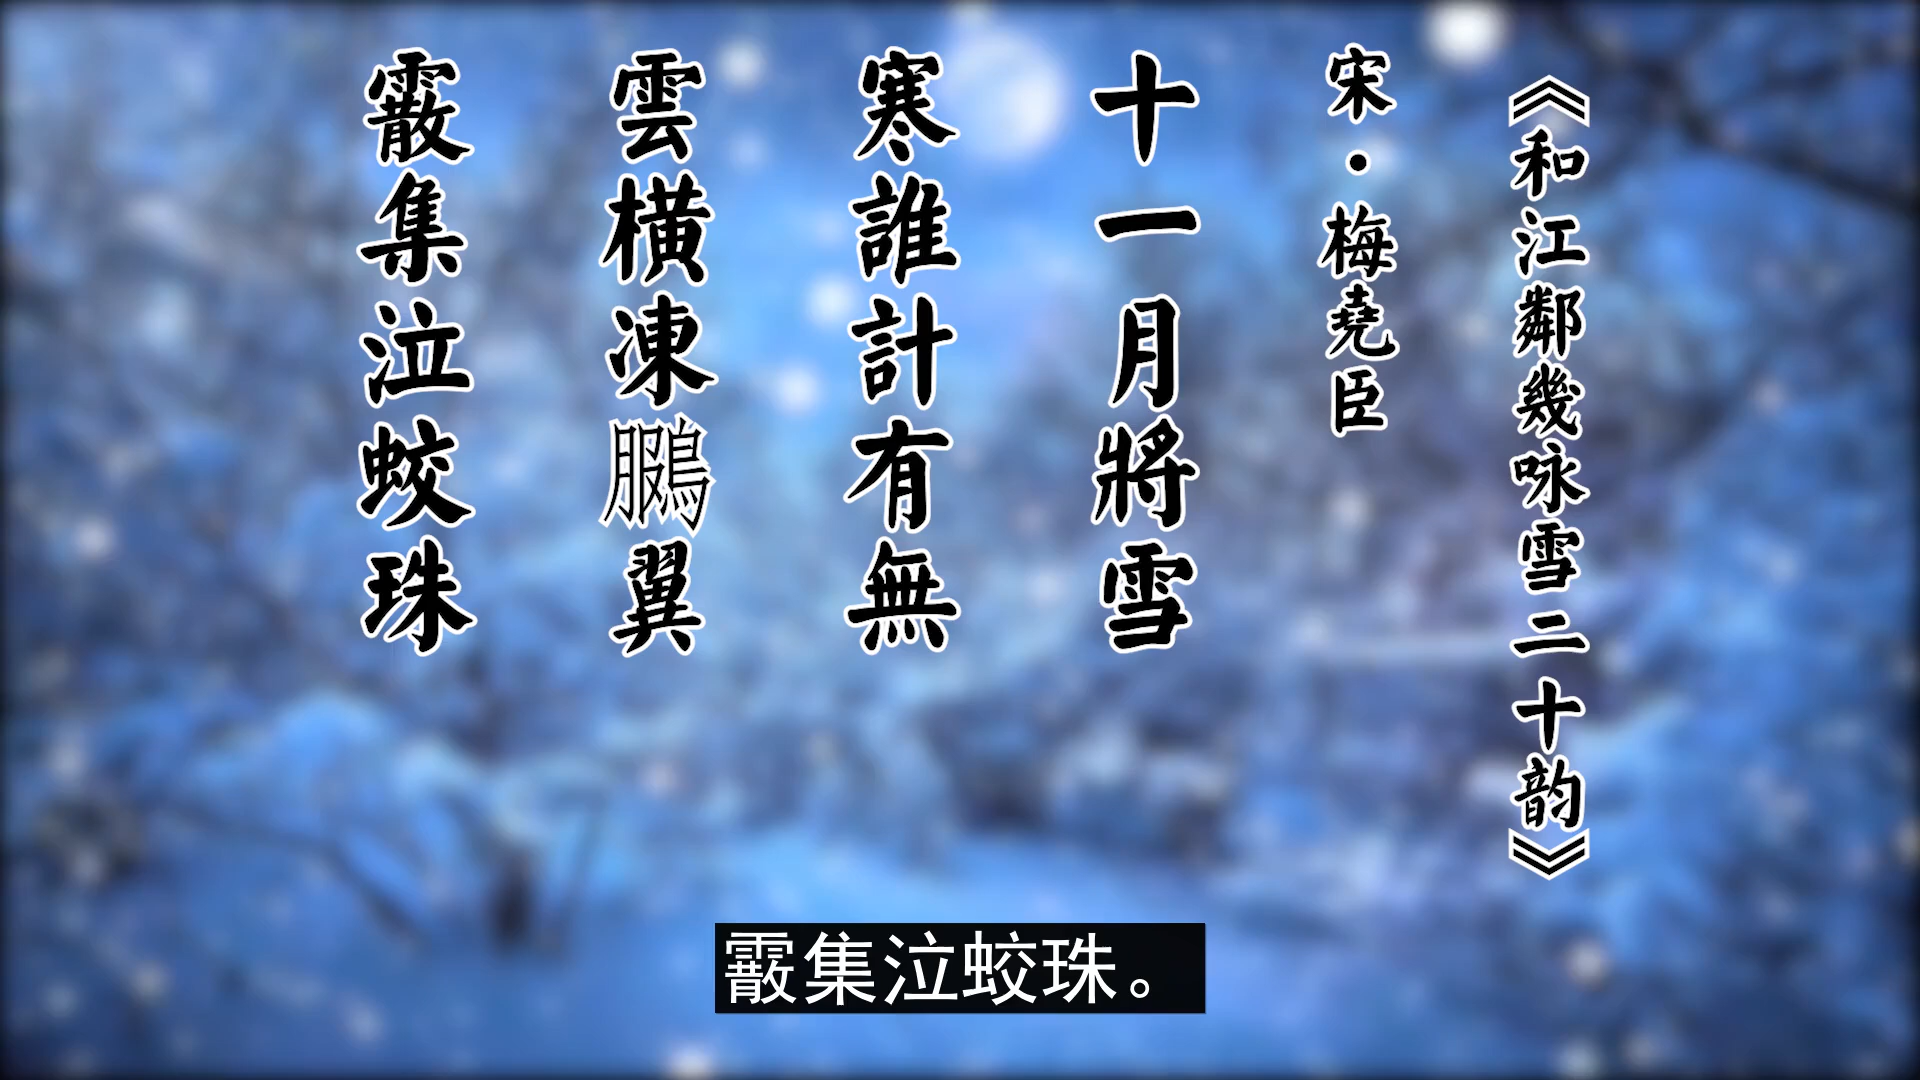 《和江鄰幾咏雪二十韵》
宋·梅堯臣
十一月將雪
寒誰計有無
雲橫凍鵩翼
霰集泣蛟珠
霰集泣蛟珠。